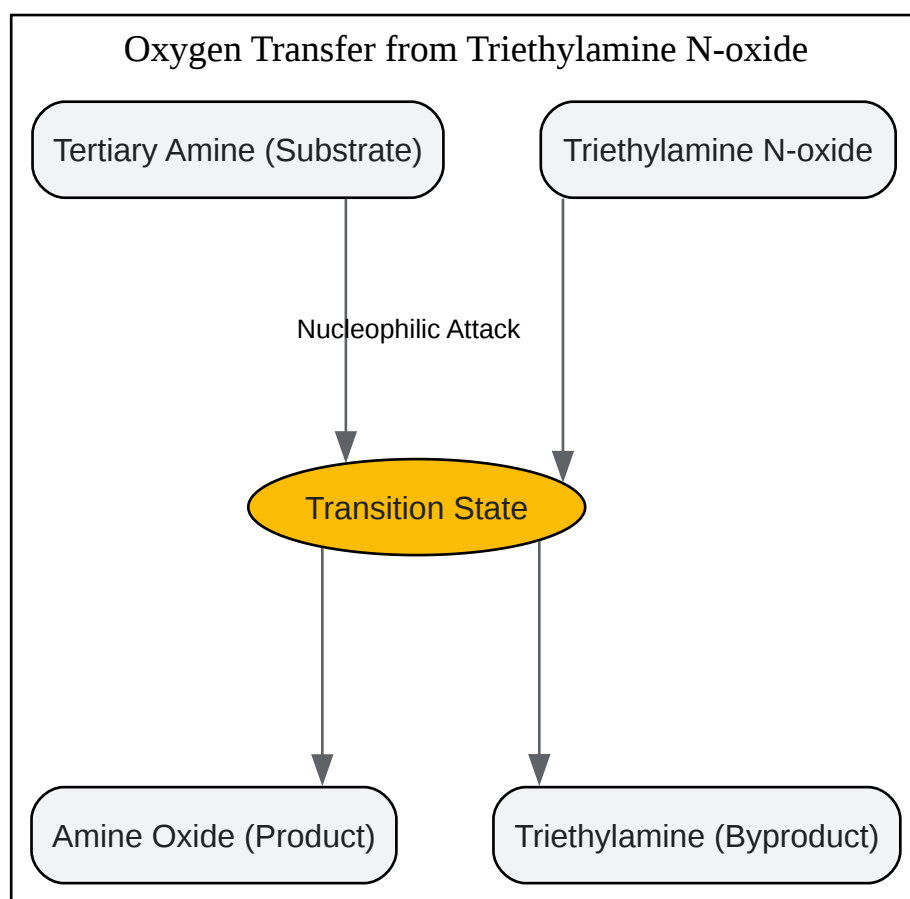 Oxygen Transfer from Triethylamine N-oxide
Tertiary Amine (Substrate)
Triethylamine N-oxide
Nucleophilic Attack
Transition State
Amine Oxide (Product)
Triethylamine (Byproduct)